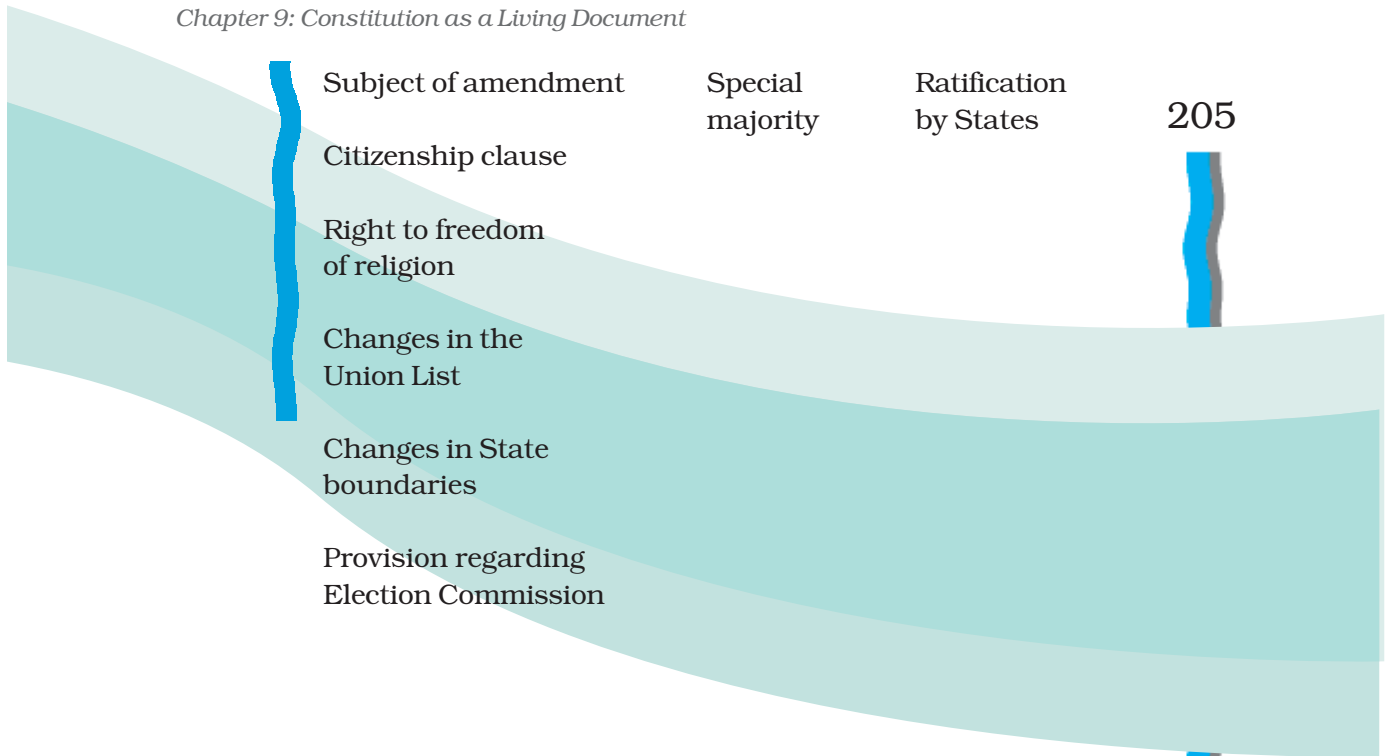 Chapter 9: Constitution as a Living Document
Subject of amendment Special Ratification
majority by States 205
Citizenship clause
Right to freedom
of religion
Changes in the
Union List
Changes in State
boundaries
Provision regarding
Election Commission